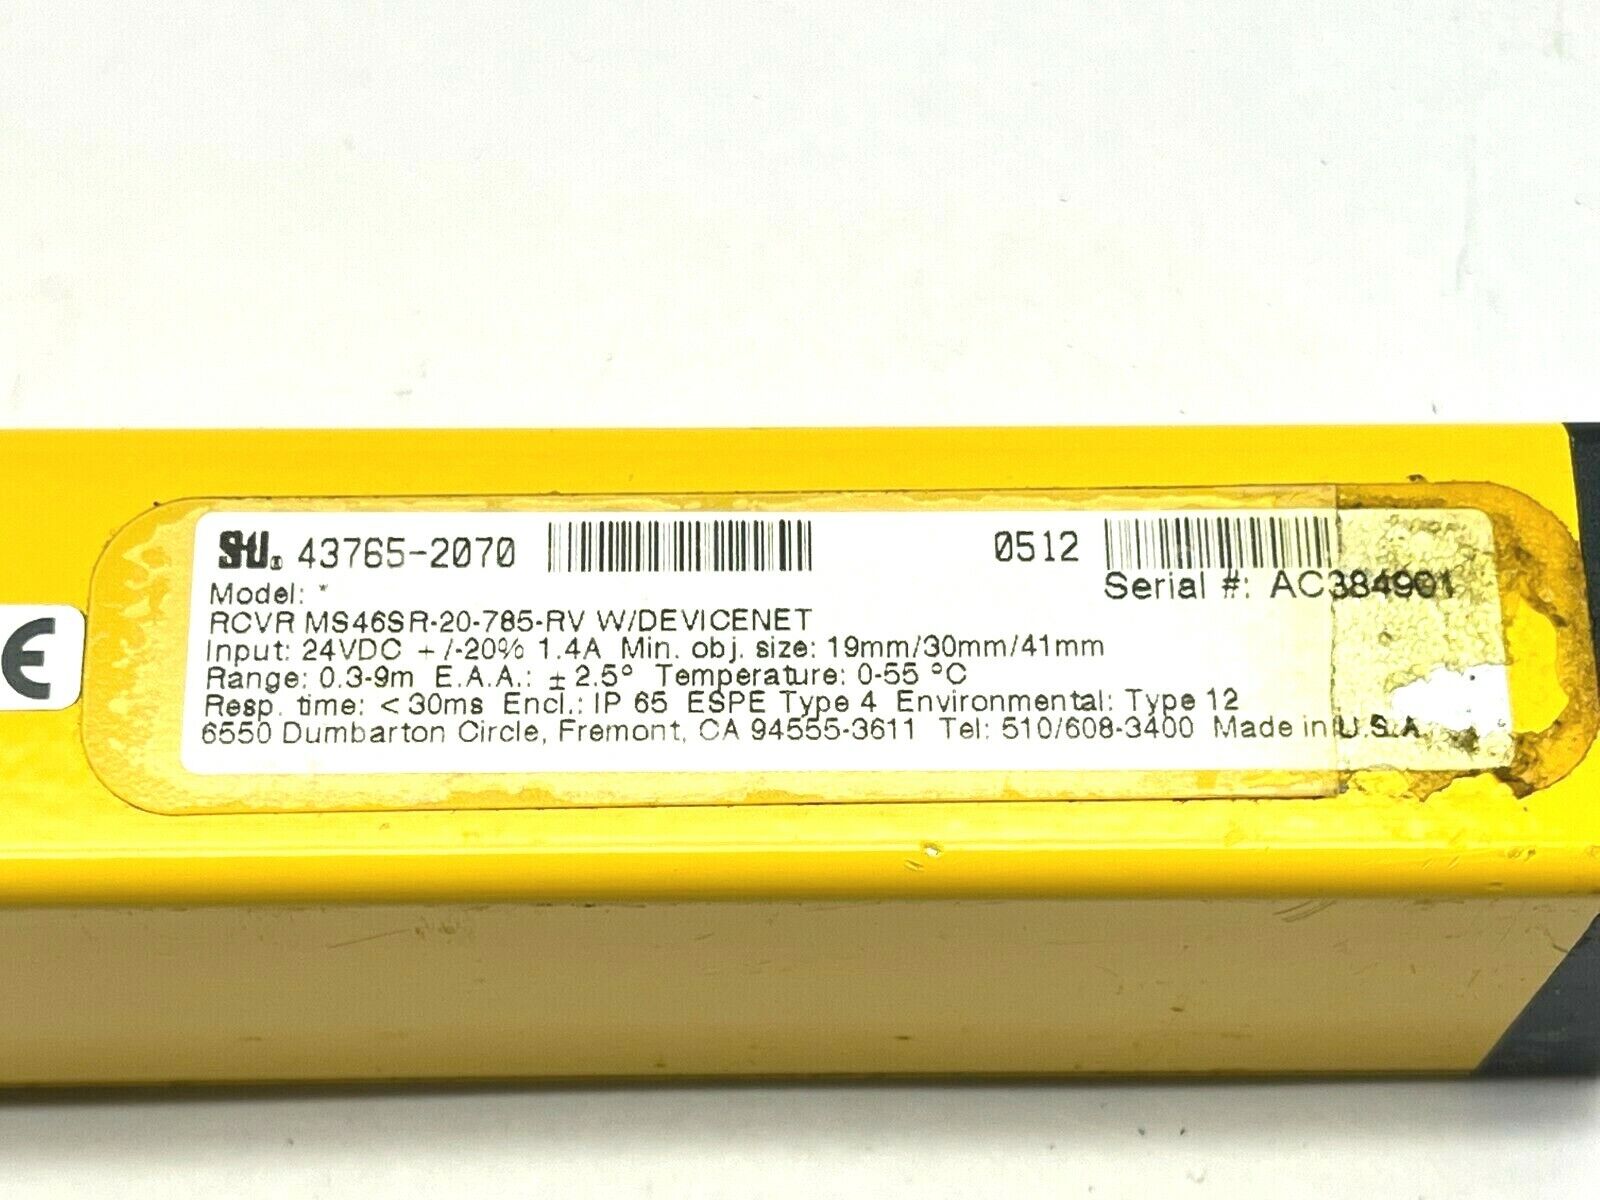 STI® 43765-2070 0512
Serial #: AC384901
Model: *
RCVR MS46SR-20-785-RV W/DEVICENET
Input: 24VDC +/-20% 1.4A Min. obj. size: 19mm/30mm/41mm
Range: 0.3-9m E.A.A.: ± 2.5° Temperature: 0-55 °C
Resp. time: < 30ms Encl.: IP 65 ESPE Type 4 Environmental: Type 12
6550 Dumbarton Circle, Fremont, CA 94555-3611 Tel: 510/608-3400 Made in U.S.A.
CE